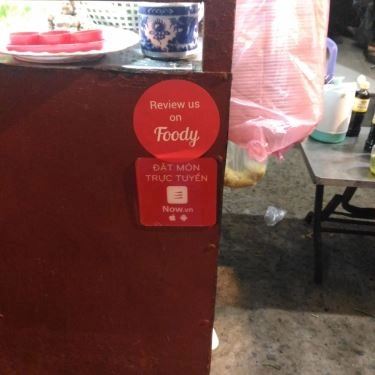 Review us
on
Foody
ĐẶT MÓN
TRỰC TUYẾN
Now.vn